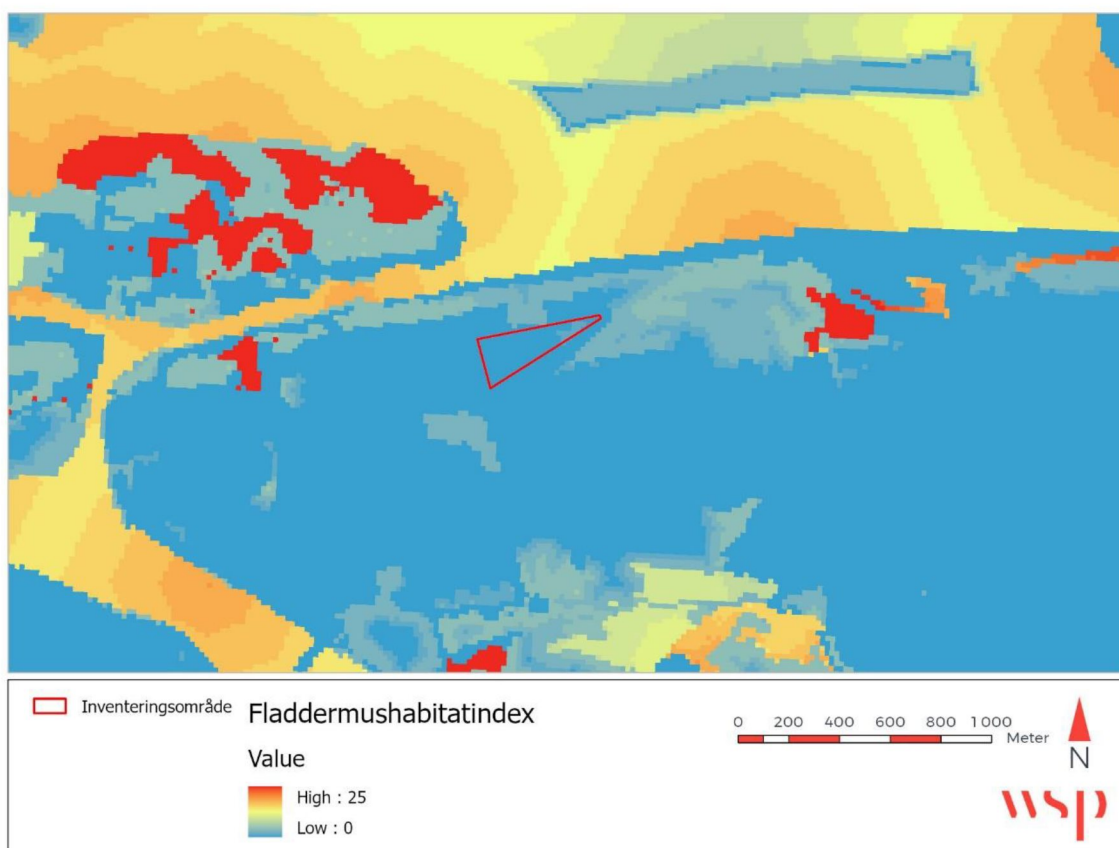 Inventeringsområde
Fladdermushabitatindex
Value
High : 25
Low : 0
0 200 400 600 800 1 000
Meter
N
wsp